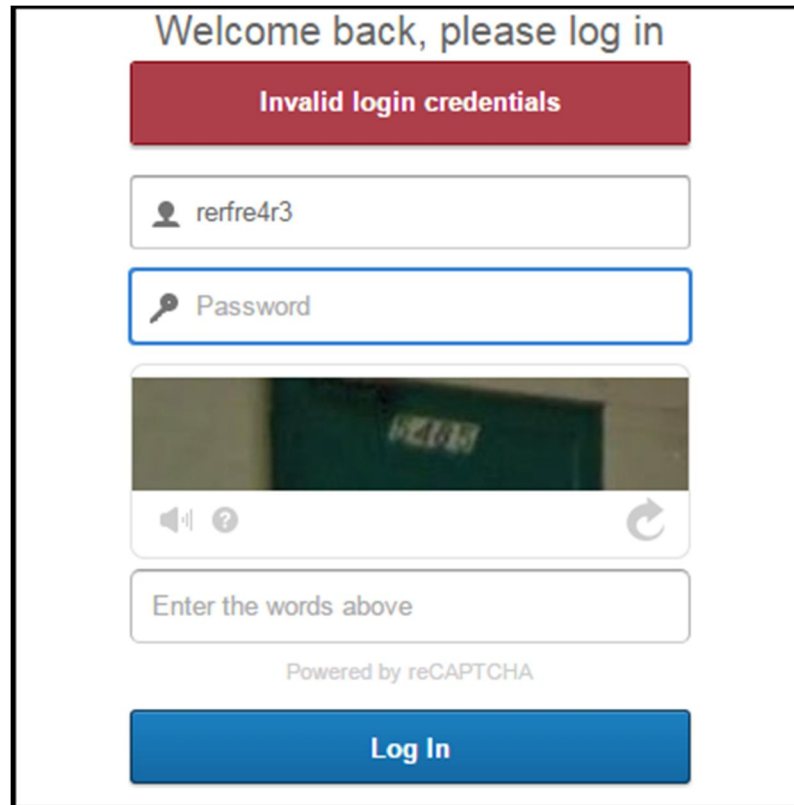 Welcome back, please log in
Invalid login credentials
rerfre4r3
Password
Enter the words above
Powered by reCAPTCHA
Log In